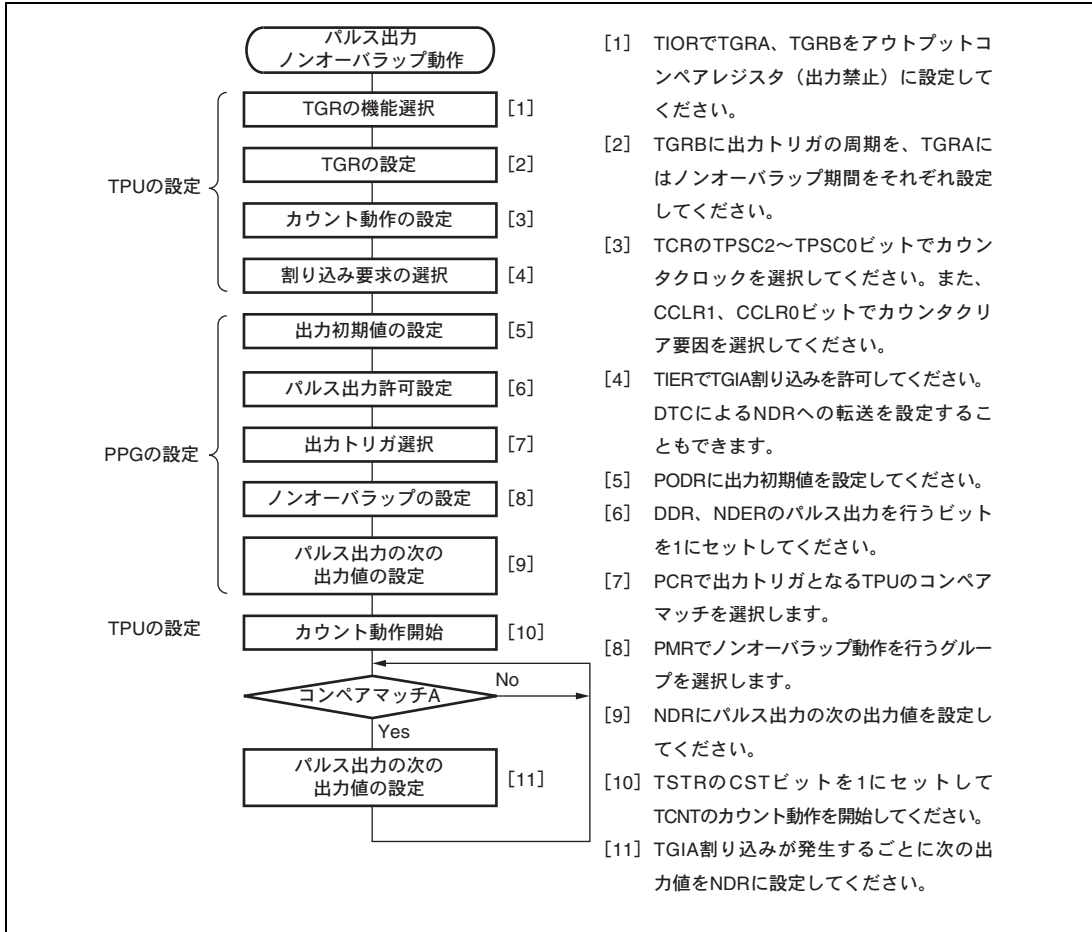 パルス出力
ノンオーバラップ動作
TPUの設定
TGRの機能選択 [1]
TGRの設定 [2]
カウント動作の設定 [3]
割り込み要求の選択 [4]
PPGの設定
出力初期値の設定 [5]
パルス出力許可設定 [6]
出力トリガ選択 [7]
ノンオーバラップの設定 [8]
パルス出力の次の
出力値の設定 [9]
TPUの設定
カウント動作開始 [10]
コンペアマッチA
No
Yes
パルス出力の次の
出力値の設定 [11]
[1] TIORでTGRA、TGRBをアウトプットコ
ンペアレジスタ（出力禁止）に設定して
ください。
[2] TGRBに出力トリガの周期を、TGRAに
はノンオーバラップ期間をそれぞれ設定
してください。
[3] TCRのTPSC2～TPSC0ビットでカウン
タクロックを選択してください。また、
CCLR1、CCLR0ビットでカウンタクリ
ア要因を選択してください。
[4] TIERでTGIA割り込みを許可してください。
DTCによるNDRへの転送を設定するこ
ともできます。
[5] PODRに出力初期値を設定してください。
[6] DDR、NDERのパルス出力を行うビット
を1にセットしてください。
[7] PCRで出力トリガとなるTPUのコンペア
マッチを選択します。
[8] PMRでノンオーバラップ動作を行うグルー
プを選択します。
[9] NDRにパルス出力の次の出力値を設定し
てください。
[10] TSTRのCSTビットを1にセットして
TCNTのカウント動作を開始してください。
[11] TGIA割り込みが発生するごとに次の出
力値をNDRに設定してください。